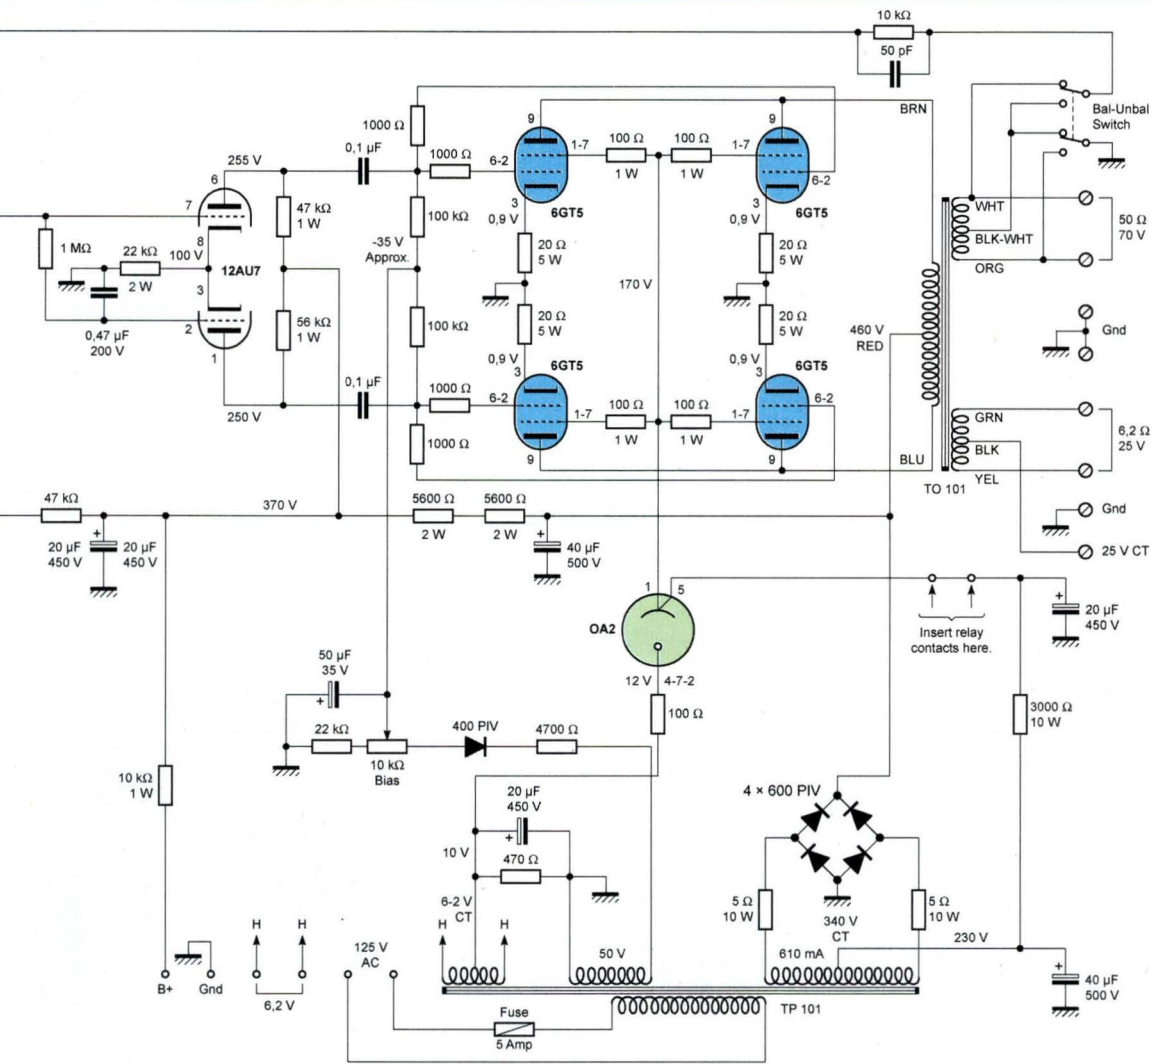 10 kΩ
50 pF
BRN
Bal-Unbal
Switch
1000 Ω
9
9
0,1 µF
1000 Ω
1-7
100 Ω
100 Ω
1-7
255 V
6-2
1 W
1 W
6-2
6
7
47 kΩ
1 W
3
6GT5
3
6GT5
WHT
50 Ω
70 V
0,9 V
0,9 V
100 kΩ
1 MΩ
22 kΩ
8
100 V
12AU7
-35 V
Approx.
20 Ω
5 W
20 Ω
5 W
BLK-WHT
ORG
2 W
3
170 V
0,47 µF
200 V
2
56 kΩ
1 W
100 kΩ
20 Ω
5 W
20 Ω
5 W
460 V
RED
Gnd
1
0,9 V
3
6GT5
0,9 V
3
6GT5
0,1 µF
1000 Ω
6-2
100 Ω
100 Ω
6-2
250 V
1-7
1-7
1 W
1 W
GRN
6,2 Ω
25 V
1000 Ω
BLK
9
9
BLU
YEL
TO 101
47 kΩ
370 V
5600 Ω
5600 Ω
Gnd
2 W
2 W
+
20 µF
450 V
20 µF
450 V
+
40 µF
500 V
25 V CT
1
5
OA2
Insert relay
contacts here.
+
20 µF
450 V
50 µF
35 V
+
12 V
4-7-2
100 Ω
3000 Ω
10 W
22 kΩ
400 PIV
4700 Ω
10 kΩ
Bias
10 kΩ
1 W
20 µF
450 V
+
4 × 600 PIV
10 V
470 Ω
6-2 V
CT
5 Ω
10 W
5 Ω
10 W
340 V
CT
H
H
H
H
125 V
AC
50 V
610 mA
230 V
B+
Gnd
6,2 V
+
40 µF
500 V
TP 101
Fuse
5 Amp